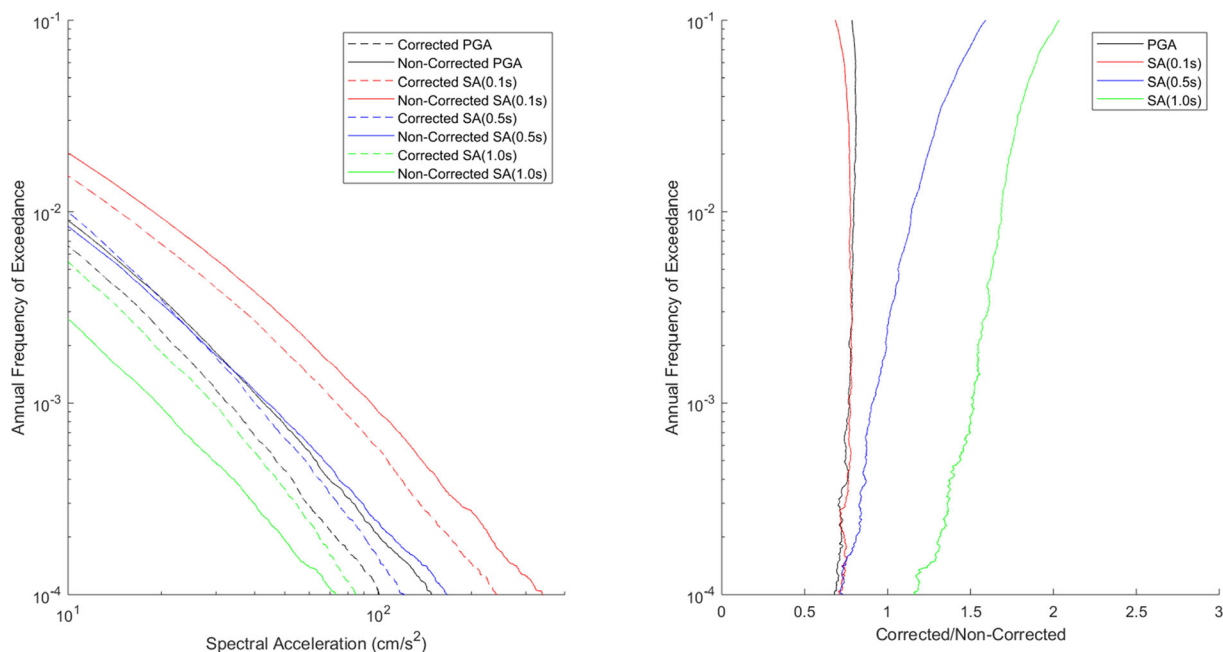 10^-1
10^-2
10^-3
10^-4
Annual Frequency of Exceedance
10^1
10^2
Spectral Acceleration (cm/s^2)
Corrected PGA
Non-Corrected PGA
Corrected SA(0.1s)
Non-Corrected SA(0.1s)
Corrected SA(0.5s)
Non-Corrected SA(0.5s)
Corrected SA(1.0s)
Non-Corrected SA(1.0s)
10^-1
10^-2
10^-3
10^-4
Annual Frequency of Exceedance
0 0.5 1 1.5 2 2.5 3
Corrected/Non-Corrected
PGA
SA(0.1s)
SA(0.5s)
SA(1.0s)